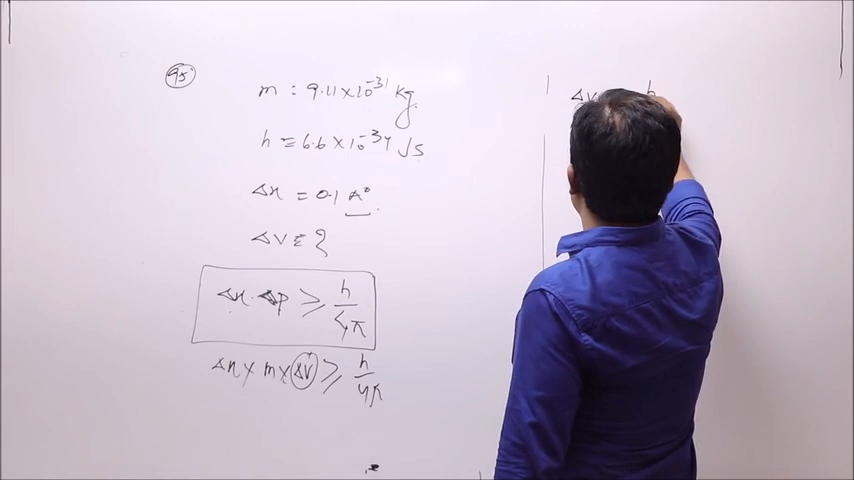 95
m = 9.11×10⁻³¹ Kg.
h = 6.6×10⁻³⁴ Js
Δx = 0.1 A°.
Δv = ?
Δx·Δp ≥ h/4π
Δx × m × Δv ≥ h/4π
Δv h